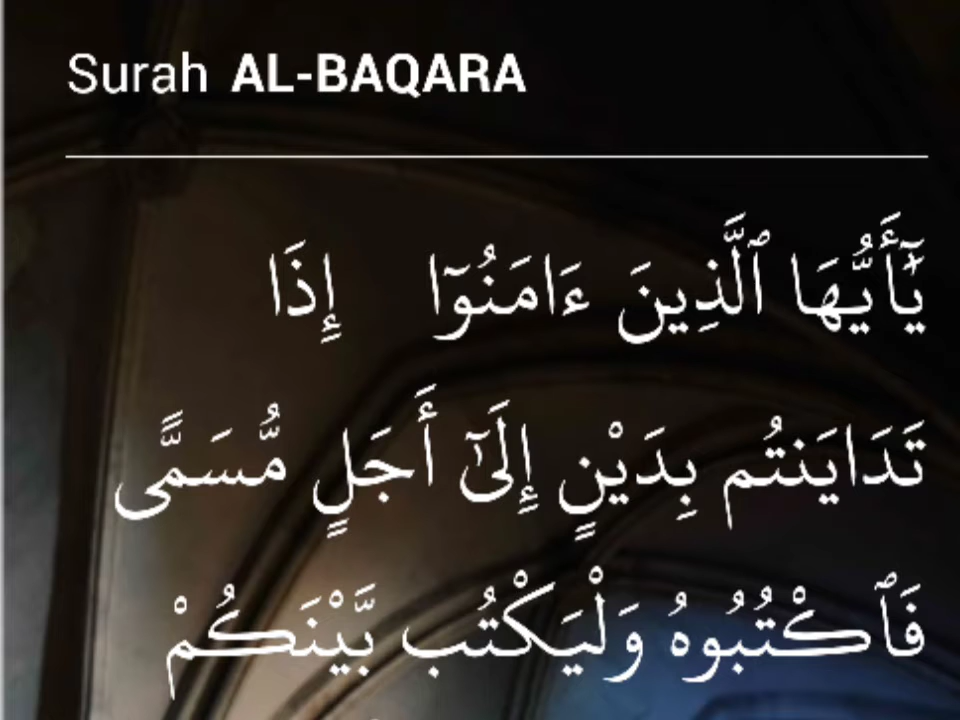 Surah AL-BAQARA
يَٰٓأَيُّهَا ٱلَّذِينَ ءَامَنُوٓا إِذَا
تَدَايَنتُم بِدَيْنٍ إِلَىٰٓ أَجَلٍ مُّسَمًّى
فَٱكْتُبُوهُ وَلْيَكْتُب بَّيْنَكُمْ